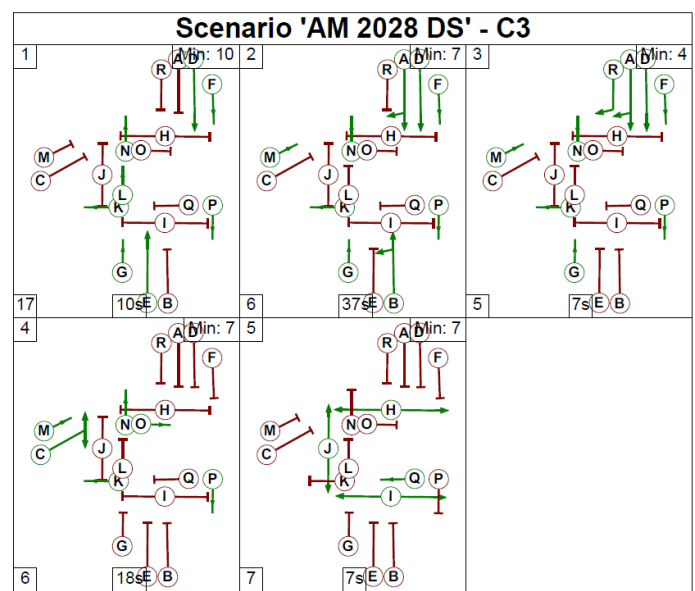 Scenario 'AM 2028 DS' - C3
1
Min: 10
R
A
D
F
H
M
N
O
C
J
L
K
Q
P
I
G
E
B
17
10s
2
Min: 7
R
A
D
F
H
M
N
O
C
J
L
K
Q
P
I
G
E
B
6
37s
3
Min: 4
R
A
D
F
H
M
N
O
C
J
L
K
Q
P
I
G
E
B
5
7s
4
Min: 7
R
A
D
F
H
M
N
O
C
J
L
K
Q
P
I
G
E
B
6
18s
5
Min: 7
R
A
D
F
H
M
N
O
C
J
L
K
Q
P
I
G
E
B
7
7s